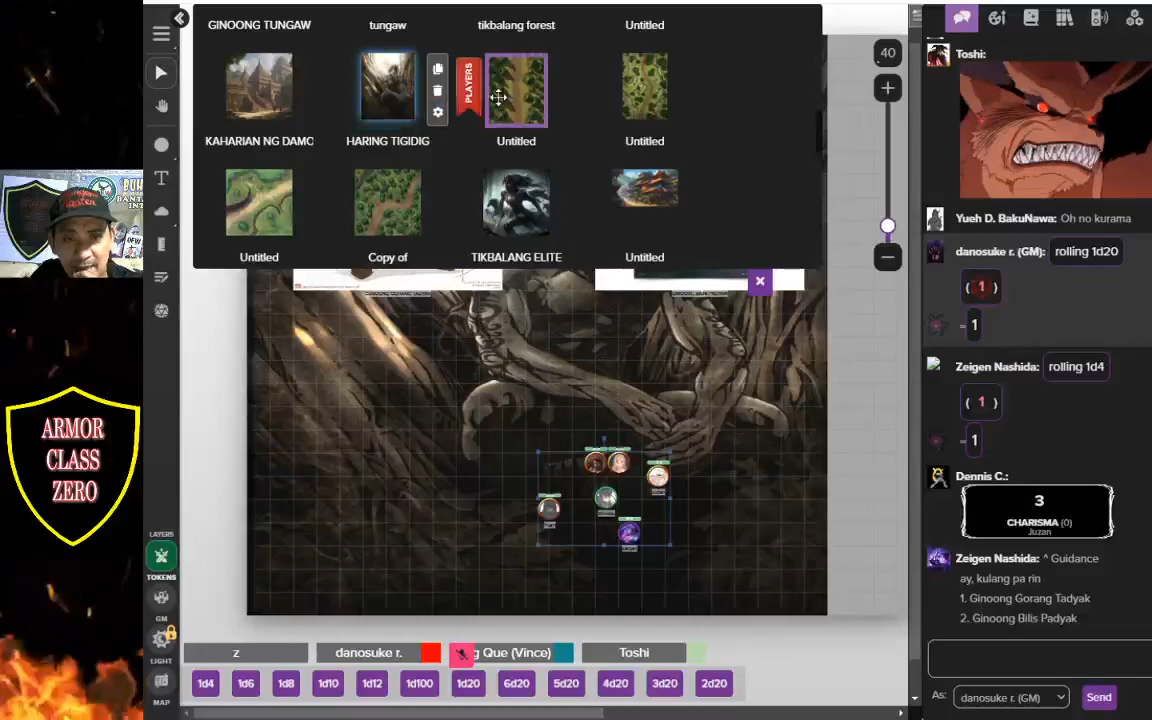 GINOONG TUNGAW
tungaw
tikbalang forest
Untitled
PLAYERS
KAHARIAN NG DAMO
HARING TIGIDIG
Untitled
Untitled
Untitled
Copy of
TIKBALANG ELITE
Untitled
40
ARMOR
CLASS
ZERO
LAYERS
TOKENS
GM
LIGHT
MAP
z
danosuke r.
g Que (Vince)
Toshi
1d4
1d6
1d8
1d10
1d12
1d100
1d20
6d20
5d20
4d20
3d20
2d20
Toshi:
Yueh D. BakuNawa: Oh no kurama
danosuke r. (GM): rolling 1d20
( 1 )
= 1
Zeigen Nashida: rolling 1d4
( 1 )
= 1
Dennis C.:
3
CHARISMA (0)
Juzan
Zeigen Nashida: ^ Guidance
ay, kulang pa rin
1. Ginoong Gorang Tadyak
2. Ginoong Bilis Padyak
As: danosuke r. (GM)
Send